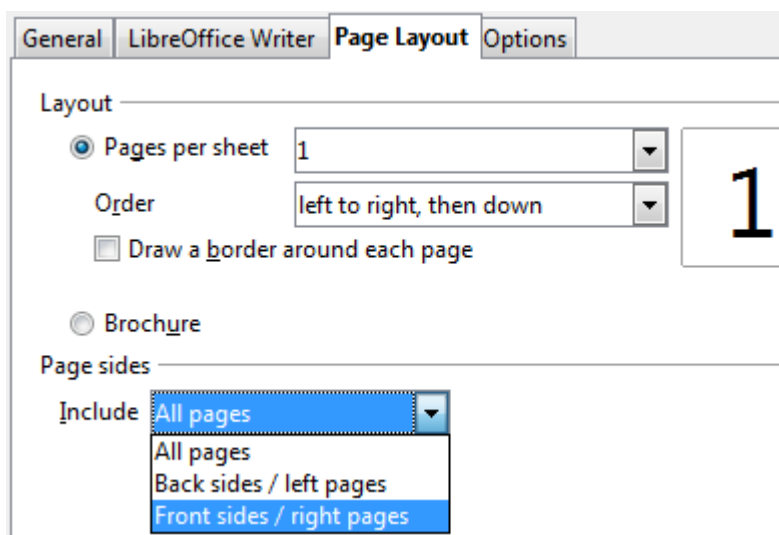 General LibreOffice Writer Page Layout Options
Layout
Pages per sheet 1
1
Order left to right, then down
Draw a border around each page
Brochure
Page sides
Include All pages
All pages
Back sides / left pages
Front sides / right pages